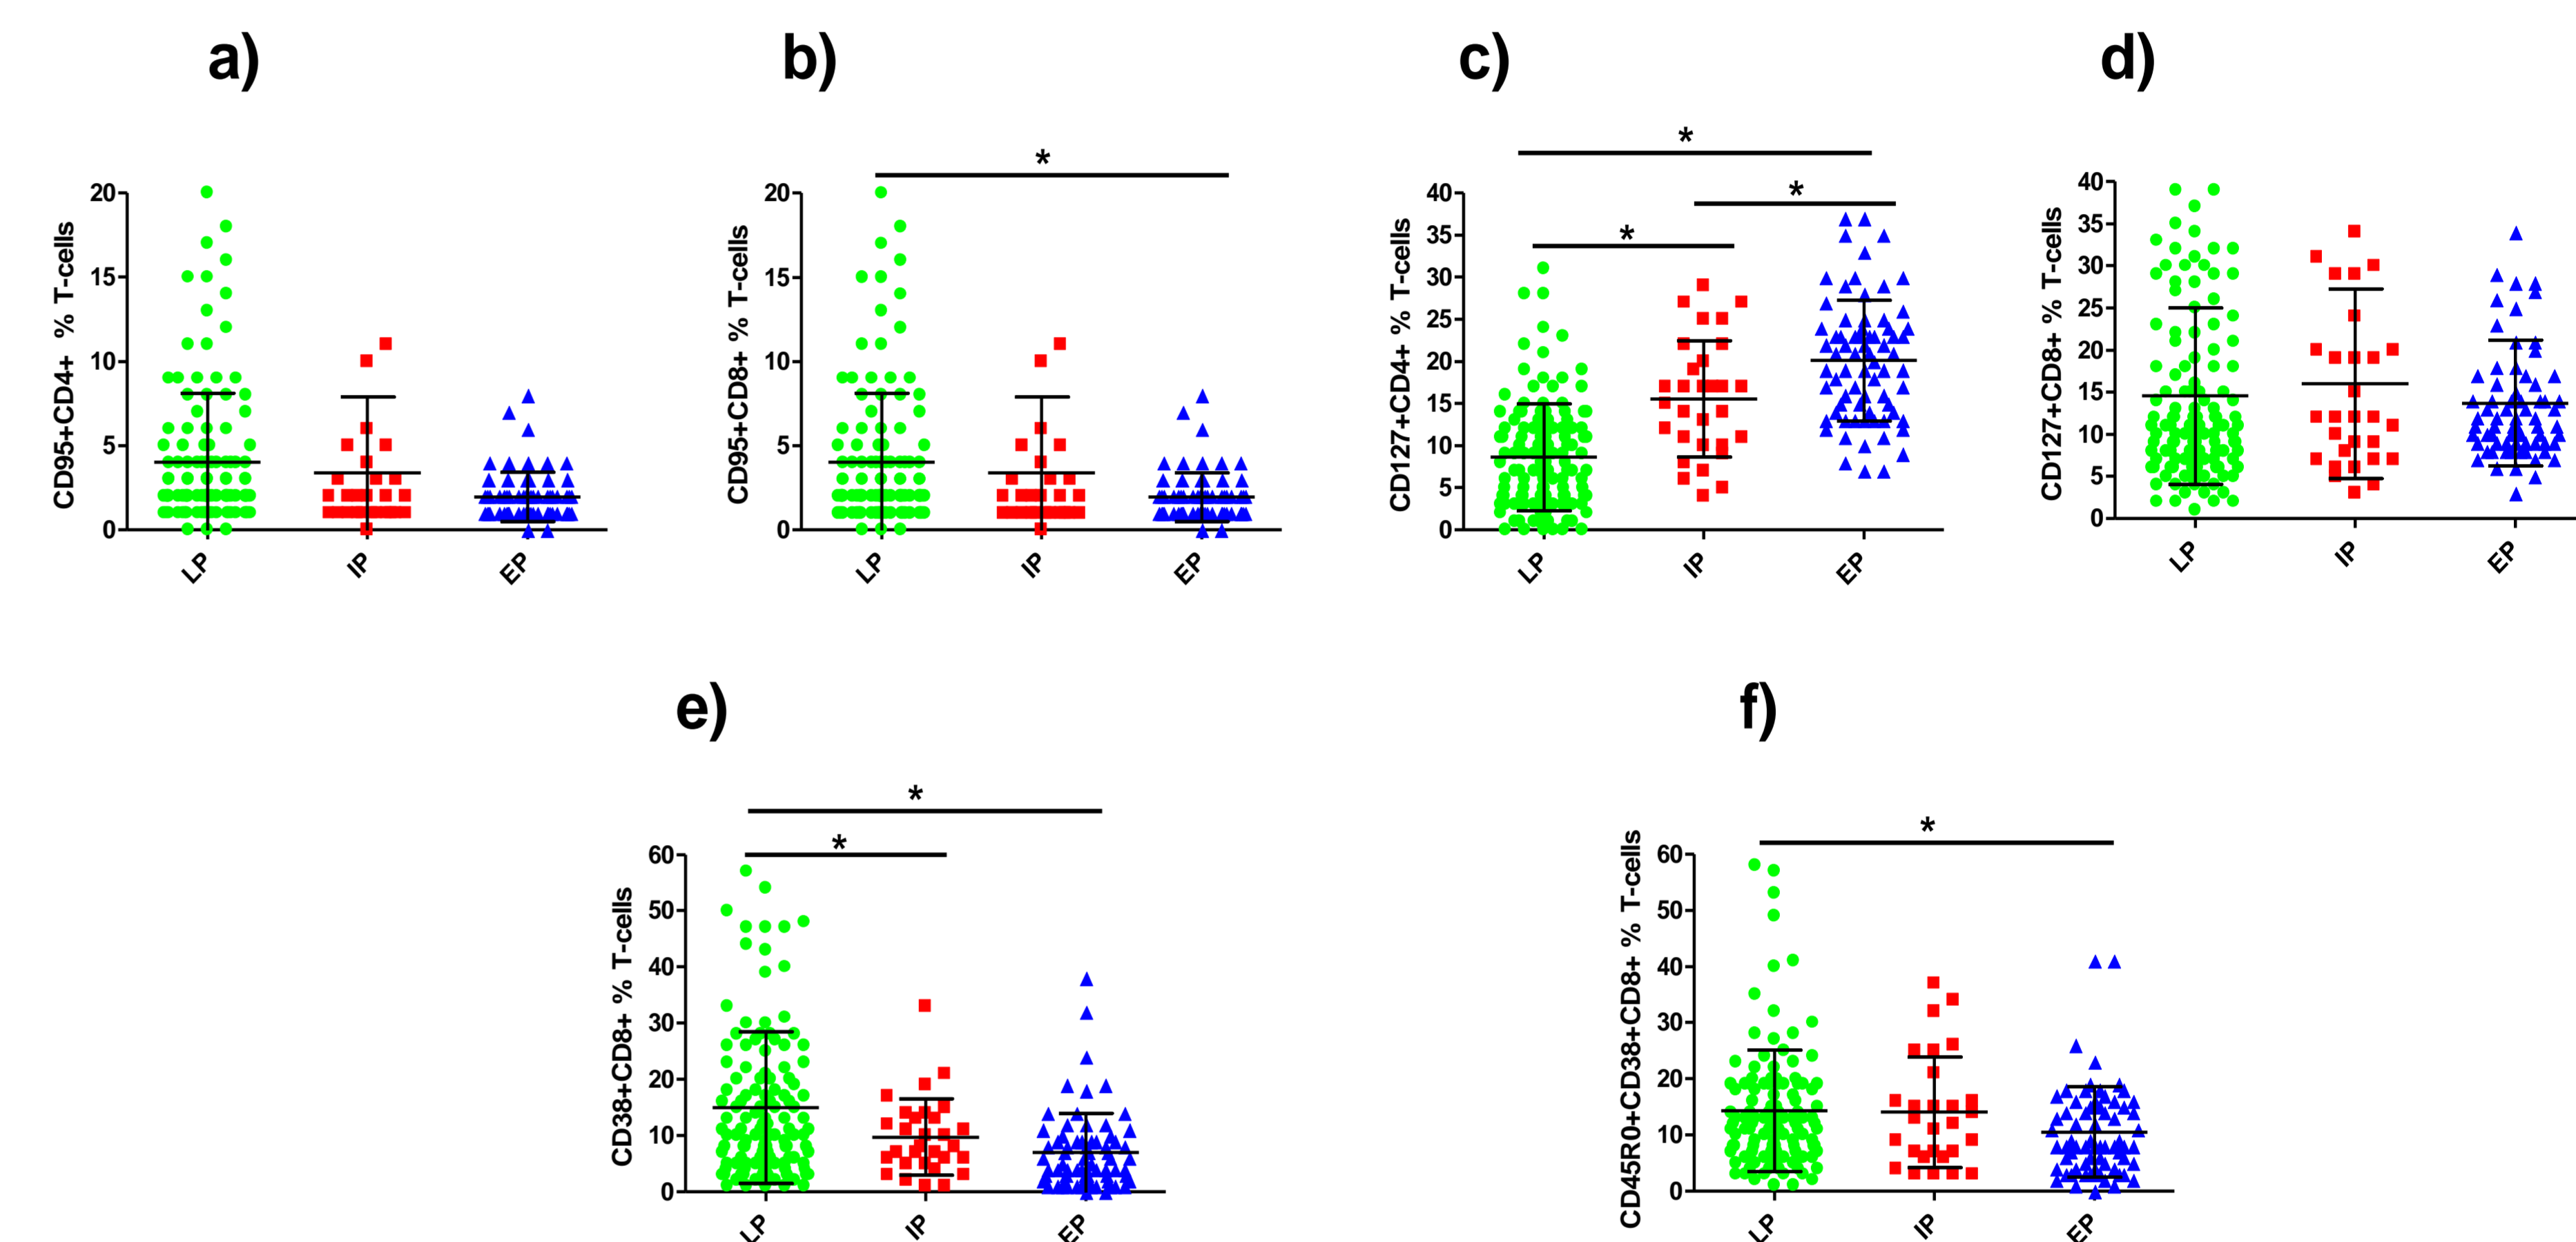 a)
b)
c)
d)
*
*
*
*
CD95+CD4+ % T-cells
20
15
10
5
0
LP
IP
EP
CD95+CD8+ % T-cells
20
15
10
5
0
LP
IP
EP
CD127+CD4+ % T-cells
40
35
30
25
20
15
10
5
0
LP
IP
EP
CD127+CD8+ % T-cells
40
35
30
25
20
15
10
5
0
LP
IP
EP
e)
f)
*
*
CD38+CD8+ % T-cells
60
50
40
30
20
10
0
LP
IP
EP
*
CD45R0+CD38+CD8+ % T-cells
60
50
40
30
20
10
0
LP
IP
EP